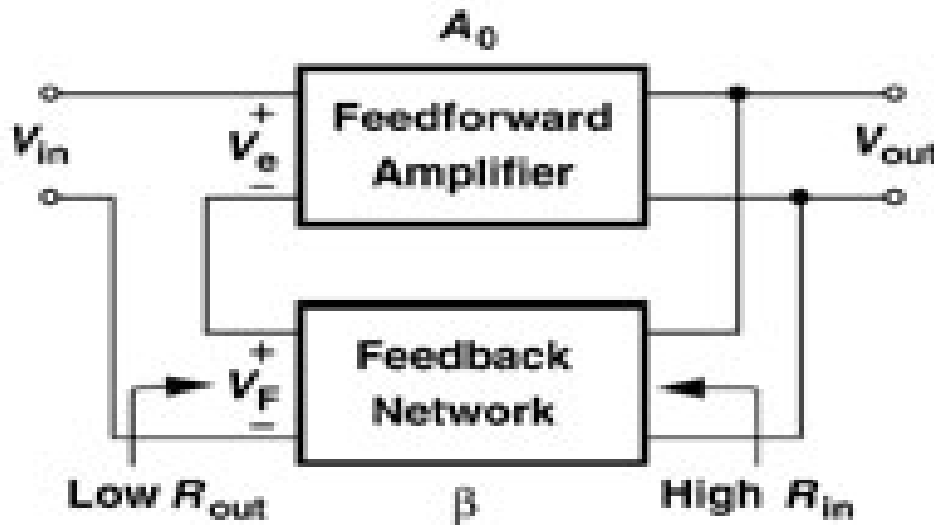 A0
Feedforward
Amplifier
Vin
+
Ve
−
Vout
Feedback
Network
+
VF
−
Low Rout
β
High Rin